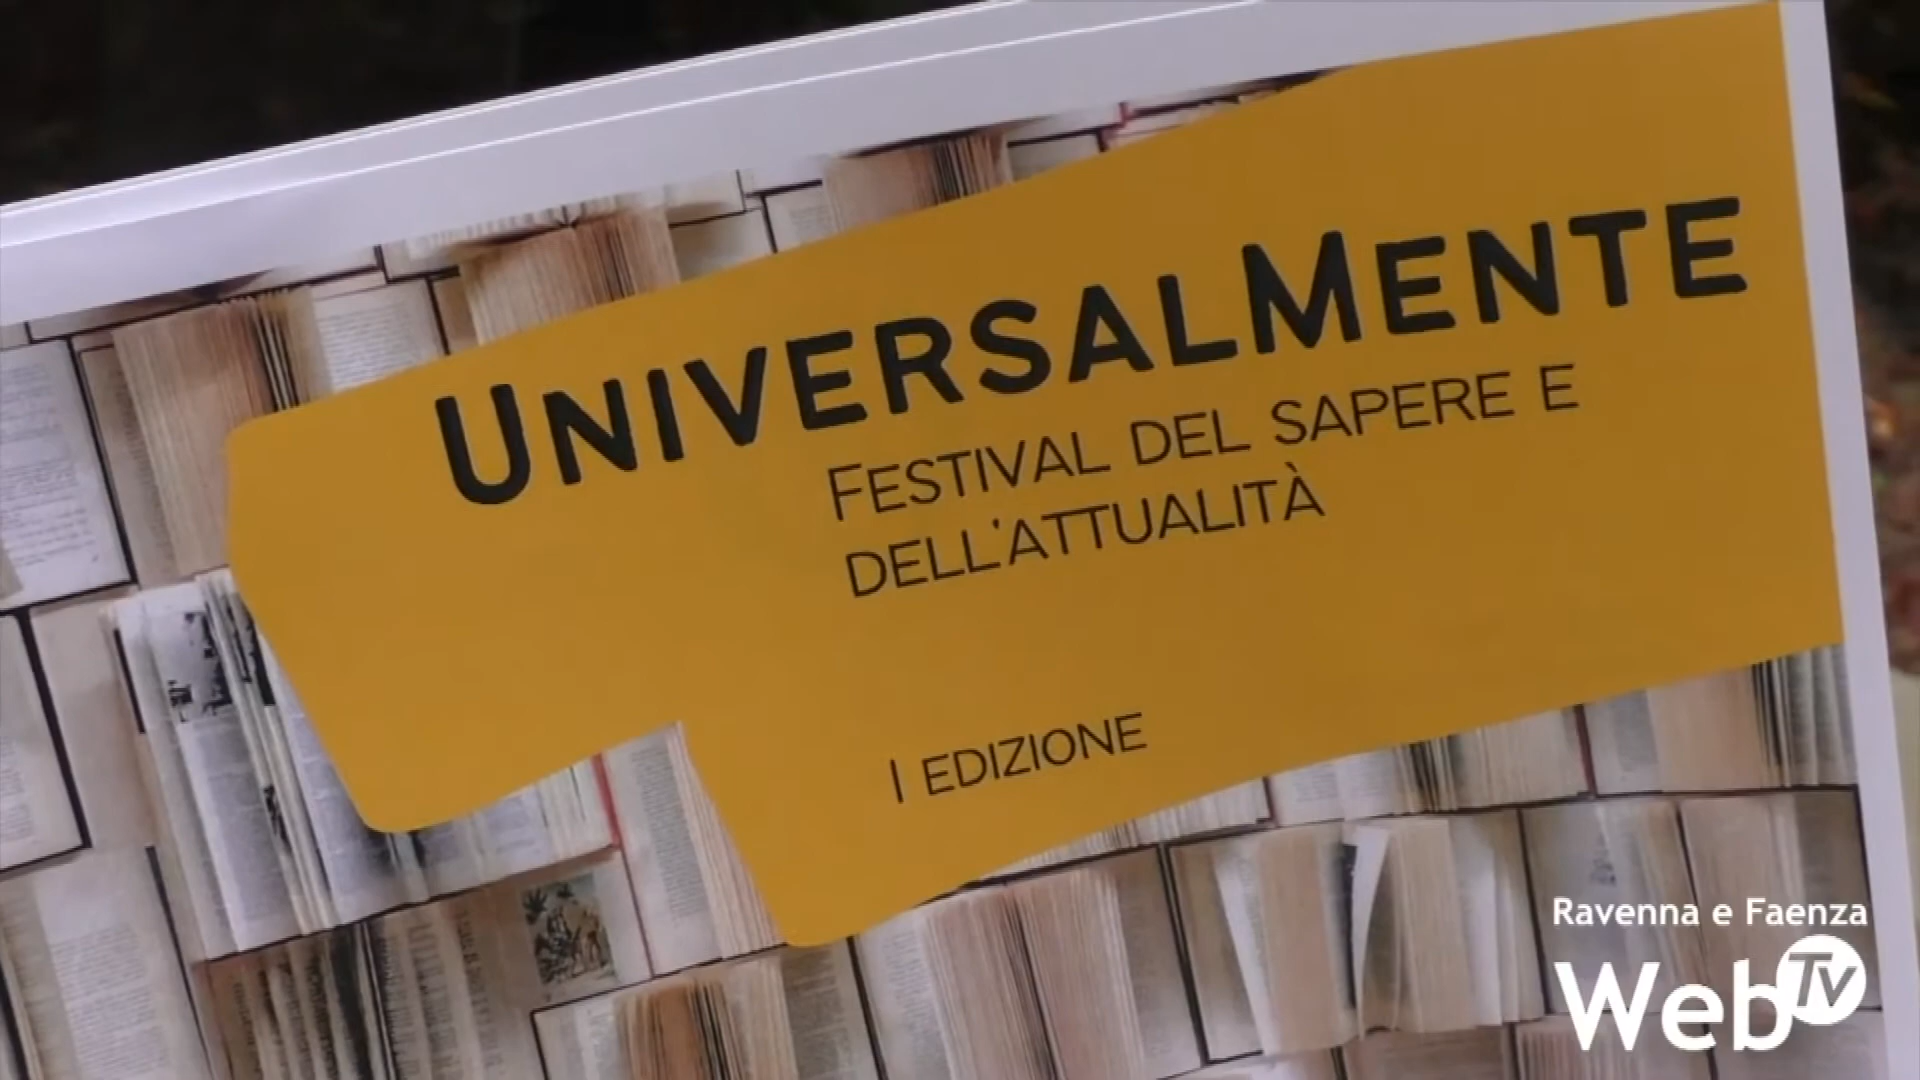 UNIVERSALMENTE
FESTIVAL DEL SAPERE E
DELL'ATTUALITÀ
I EDIZIONE
Ravenna e Faenza
WebTv